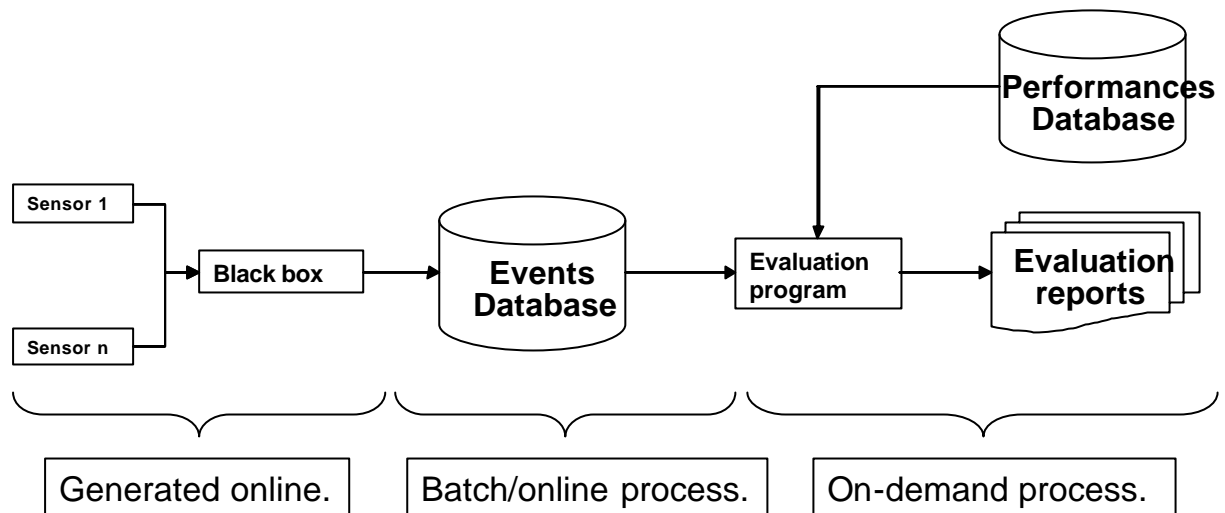 Performances
Database
Sensor 1
Black box
Sensor n
Events
Database
Evaluation
program
Evaluation
reports
Generated online.
Batch/online process.
On-demand process.